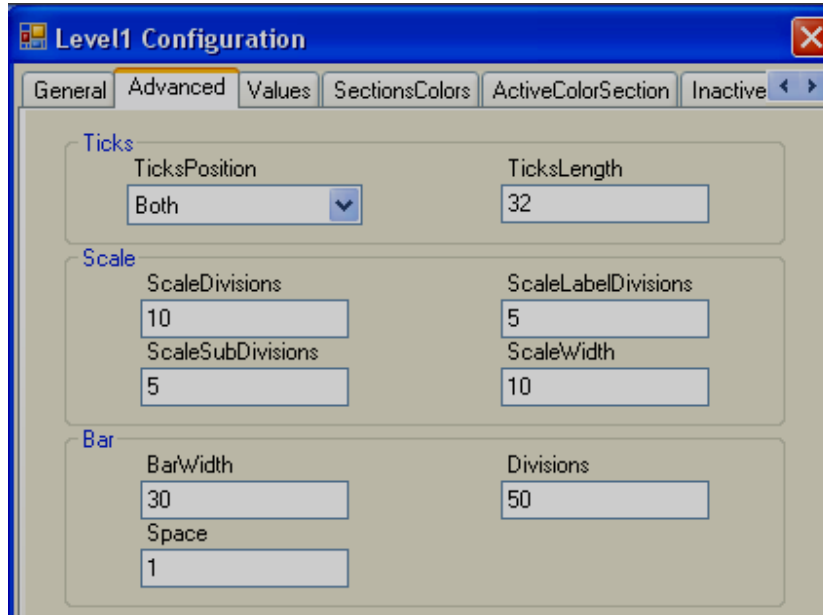 Level1 Configuration
General Advanced Values SectionsColors ActiveColorSection Inactive
Ticks
TicksPosition TicksLength
Both 32
Scale
ScaleDivisions ScaleLabelDivisions
10 5
ScaleSubDivisions ScaleWidth
5 10
Bar
BarWidth Divisions
30 50
Space
1